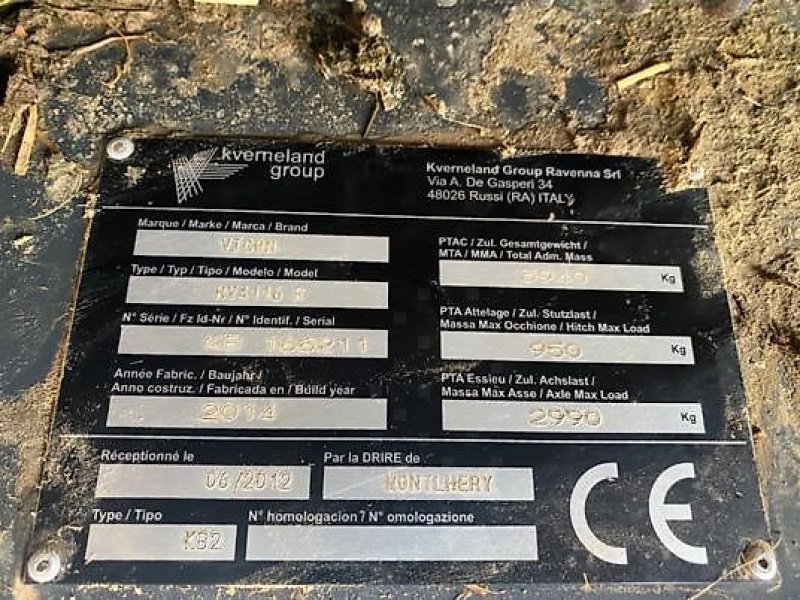 kverneland
group
Kverneland Group Ravenna Srl
Via A. De Gasperi 34
48026 Russi (RA) ITALY
Marque / Marke / Marca / Brand
VICON
Type / Typ / Tipo / Modelo / Model
N° Série / Fz Id-Nr / N° Identif. / Serial
KB 166211
Année Fabric. / Baujahr /
Anno costruz. / Fabricada en / Build year
2014
PTAC / Zul. Gesamtgewicht /
MTA / MMA / Total Adm. Mass
3940 Kg
PTA Attelage / Zul. Stutzlast /
Massa Max Occhione / Hitch Max Load
950 Kg
PTA Essieu / Zul. Achslast /
Massa Max Asse / Axle Max Load
2990 Kg
Réceptionné le
06/2012
Par la DRIRE de
MONTLHERY
Type / Tipo
KB2
N° homologacion / N° omologazione
CE